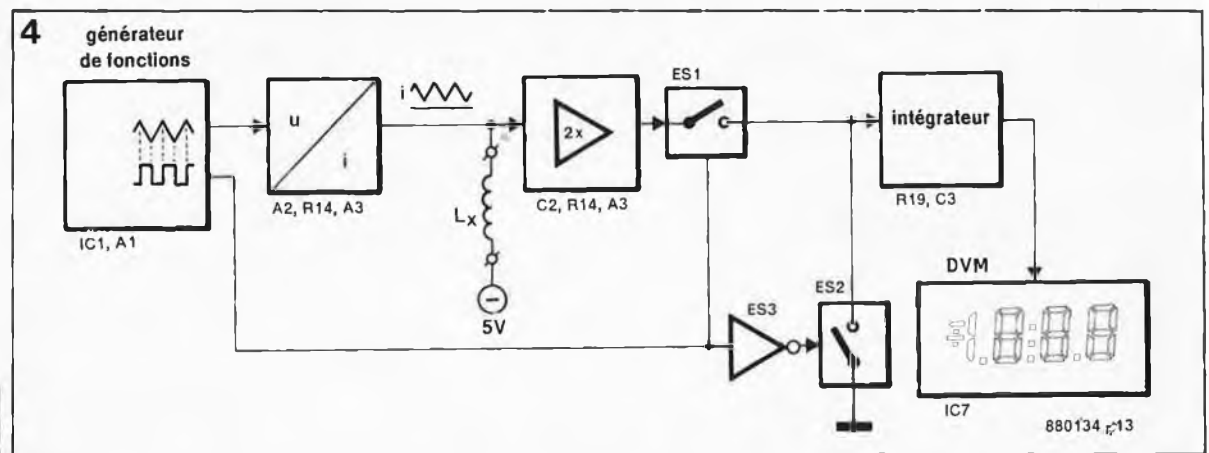 4
générateur
de fonctions
IC1, A1
u
i
A2, R14, A3
i
Lx
5V
2x
C2, R14, A3
ES1
intégrateur
R19, C3
ES3
ES2
DVM
IC7
880134
13